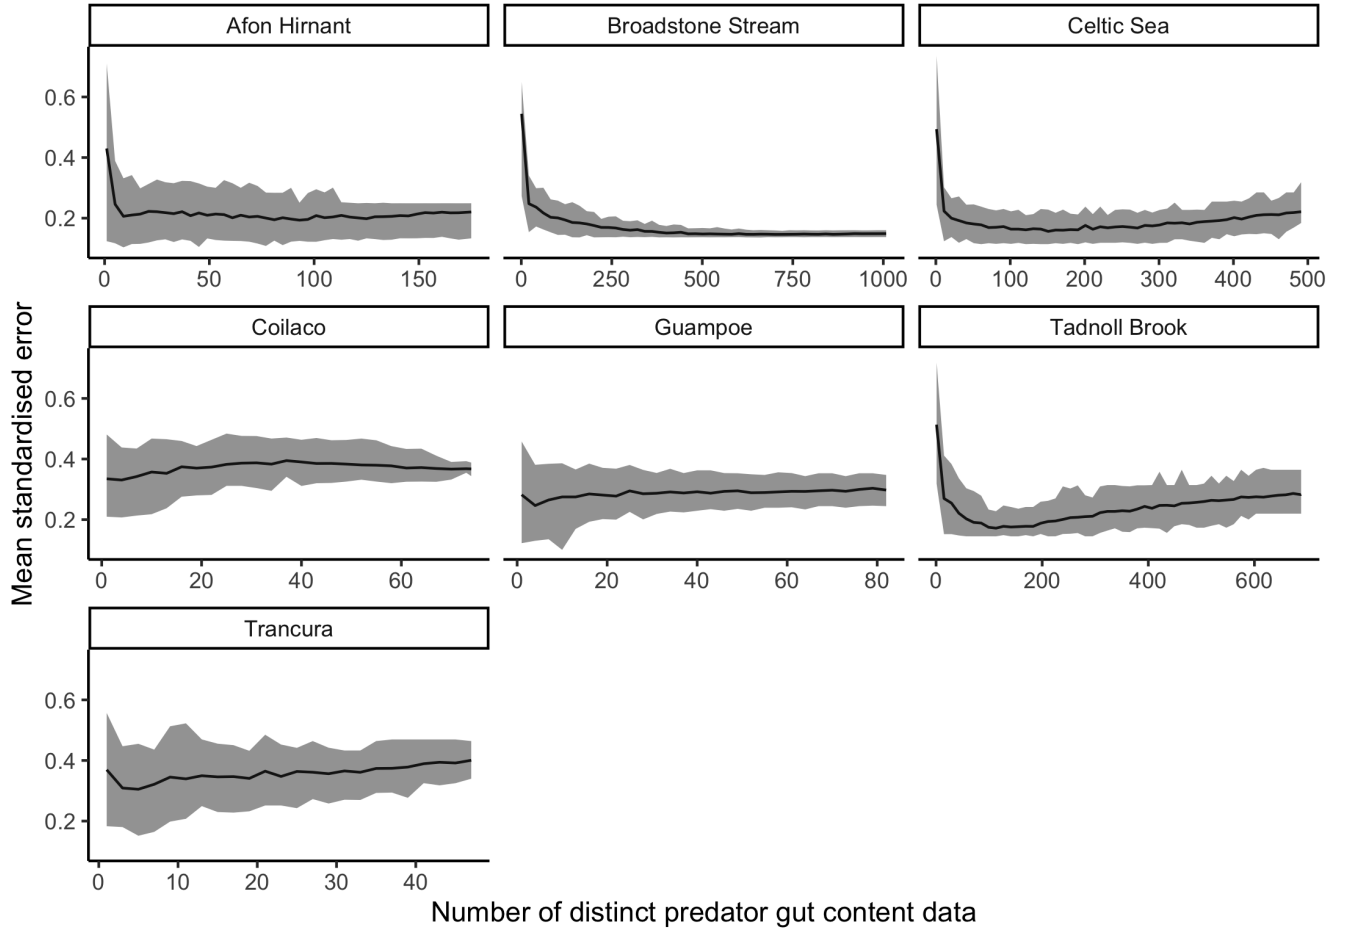 Afon Hirnant
Broadstone Stream
Celtic Sea
0.6
0.4
0.2
0 50 100 150
0 250 500 750 1000
0 100 200 300 400 500
Coilaco
Guampoe
Tadnoll Brook
0.6
0.4
0.2
0 20 40 60
0 20 40 60 80
0 200 400 600
Trancura
0.6
0.4
0.2
0 10 20 30 40
Mean standardised error
Number of distinct predator gut content data